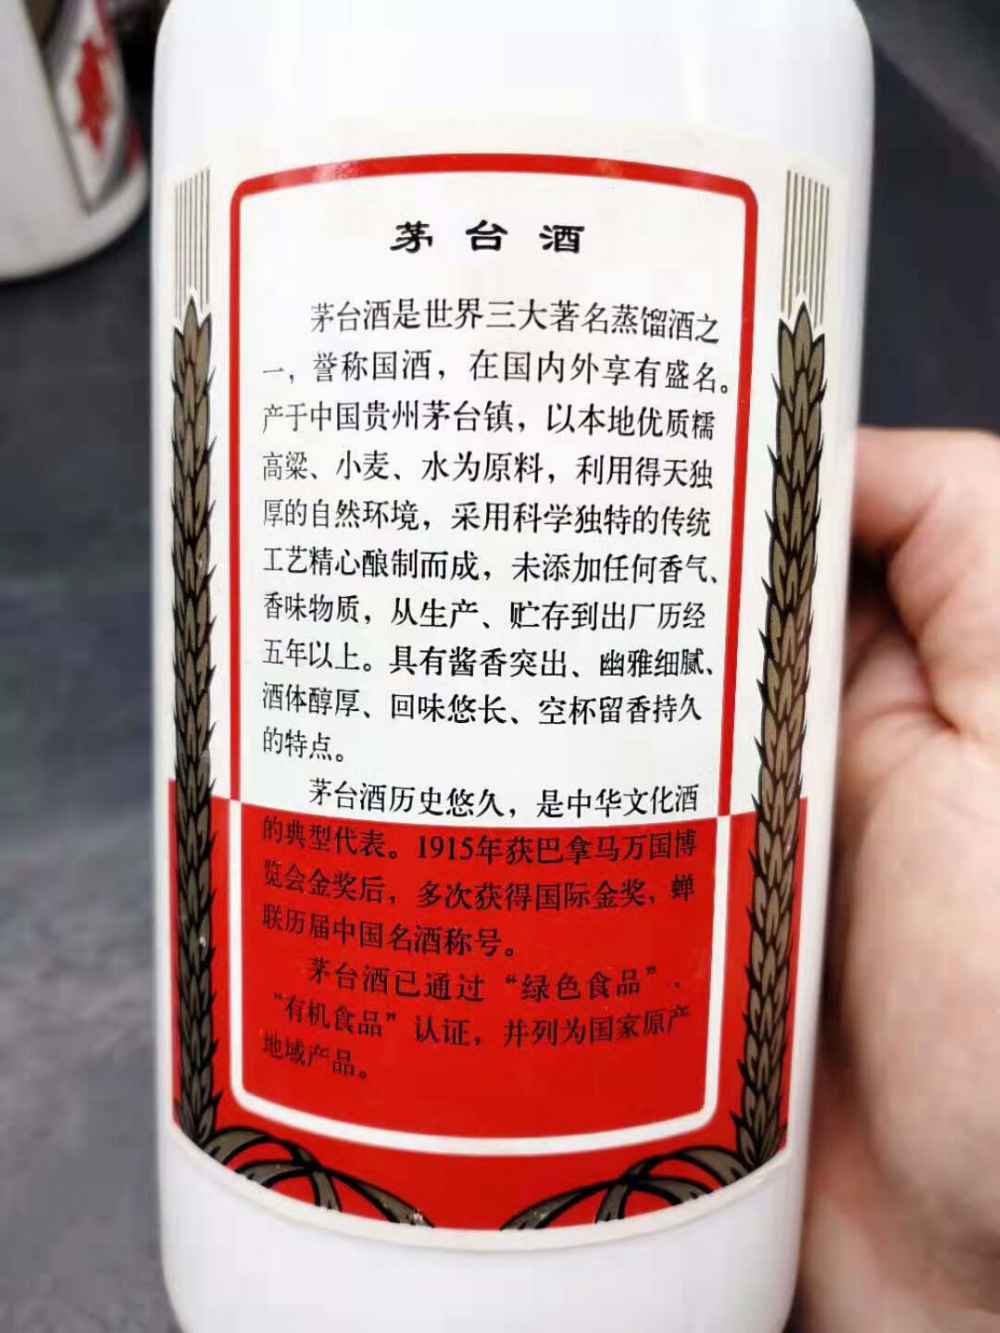 茅台酒
茅台酒是世界三大著名蒸馏酒之
一，誉称国酒，在国内外享有盛名。
产于中国贵州茅台镇，以本地优质糯
高粱、小麦、水为原料，利用得天独
厚的自然环境，采用科学独特的传统
工艺精心酿制而成，未添加任何香气、
香味物质，从生产、贮存到出厂历经
五年以上。具有酱香突出、幽雅细腻、
酒体醇厚、回味悠长、空杯留香持久
的特点。
茅台酒历史悠久，是中华文化酒
的典型代表。1915年获巴拿马万国博
览会金奖后，多次获得国际金奖，蝉
联历届中国名酒称号。
茅台酒已通过“绿色食品”、
“有机食品”认证，并列为国家原产
地域产品。